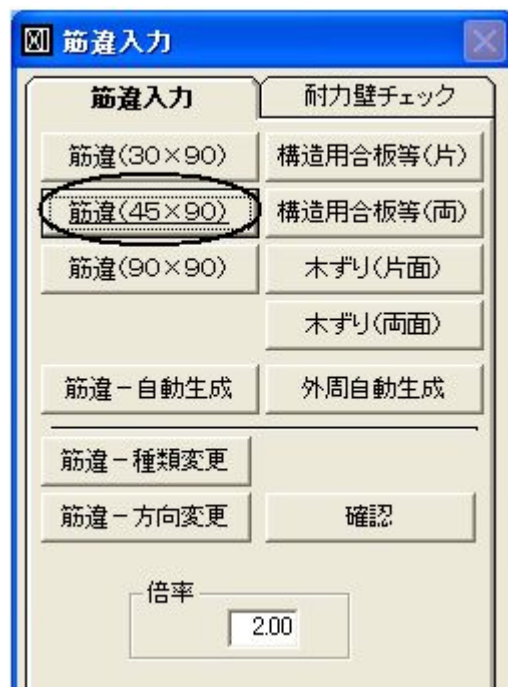 筋違入力
筋違入力 耐力壁チェック
筋違(30×90) 構造用合板等(片)
筋違(45×90) 構造用合板等(両)
筋違(90×90) 木ずり(片面)
木ずり(両面)
筋違－自動生成 外周自動生成
筋違－種類変更
筋違－方向変更 確認
倍率
2.00